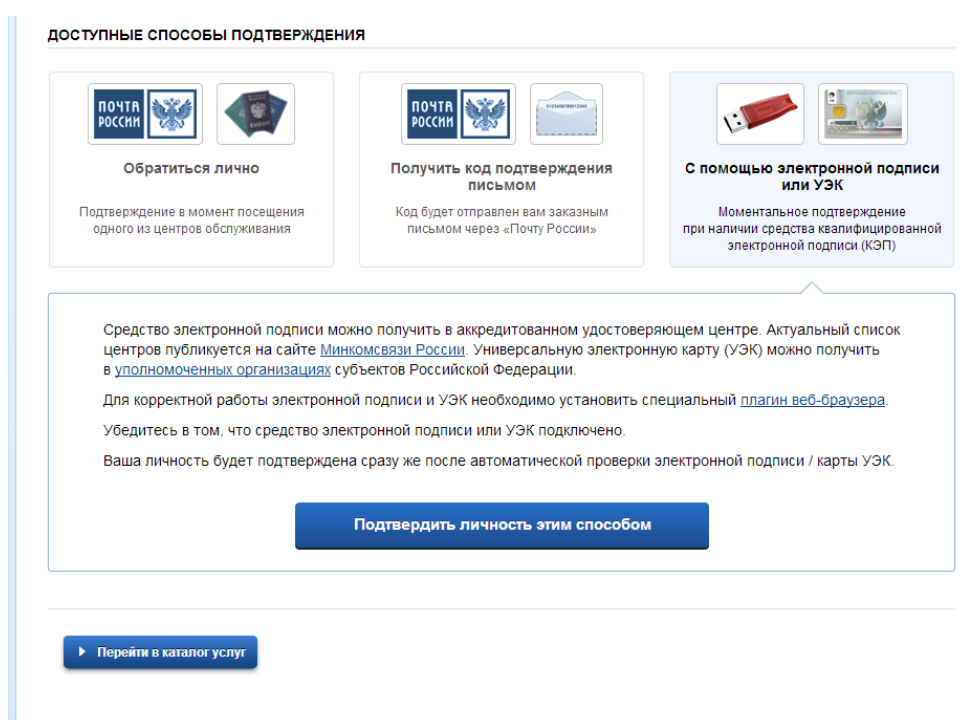 ДОСТУПНЫЕ СПОСОБЫ ПОДТВЕРЖДЕНИЯ
ПОЧТА
РОССИИ
Обратиться лично
Подтверждение в момент посещения
одного из центров обслуживания
ПОЧТА
РОССИИ
Получить код подтверждения
письмом
Код будет отправлен вам заказным
письмом через «Почту России»
С помощью электронной подписи
или УЭК
Моментальное подтверждение
при наличии средства квалифицированной
электронной подписи (КЭП)
Средство электронной подписи можно получить в аккредитованном удостоверяющем центре. Актуальный список
центров публикуется на сайте Минкомсвязи России. Универсальную электронную карту (УЭК) можно получить
в уполномоченных организациях субъектов Российской Федерации.
Для корректной работы электронной подписи и УЭК необходимо установить специальный плагин веб-браузера.
Убедитесь в том, что средство электронной подписи или УЭК подключено.
Ваша личность будет подтверждена сразу же после автоматической проверки электронной подписи / карты УЭК.
Подтвердить личность этим способом
Перейти в каталог услуг